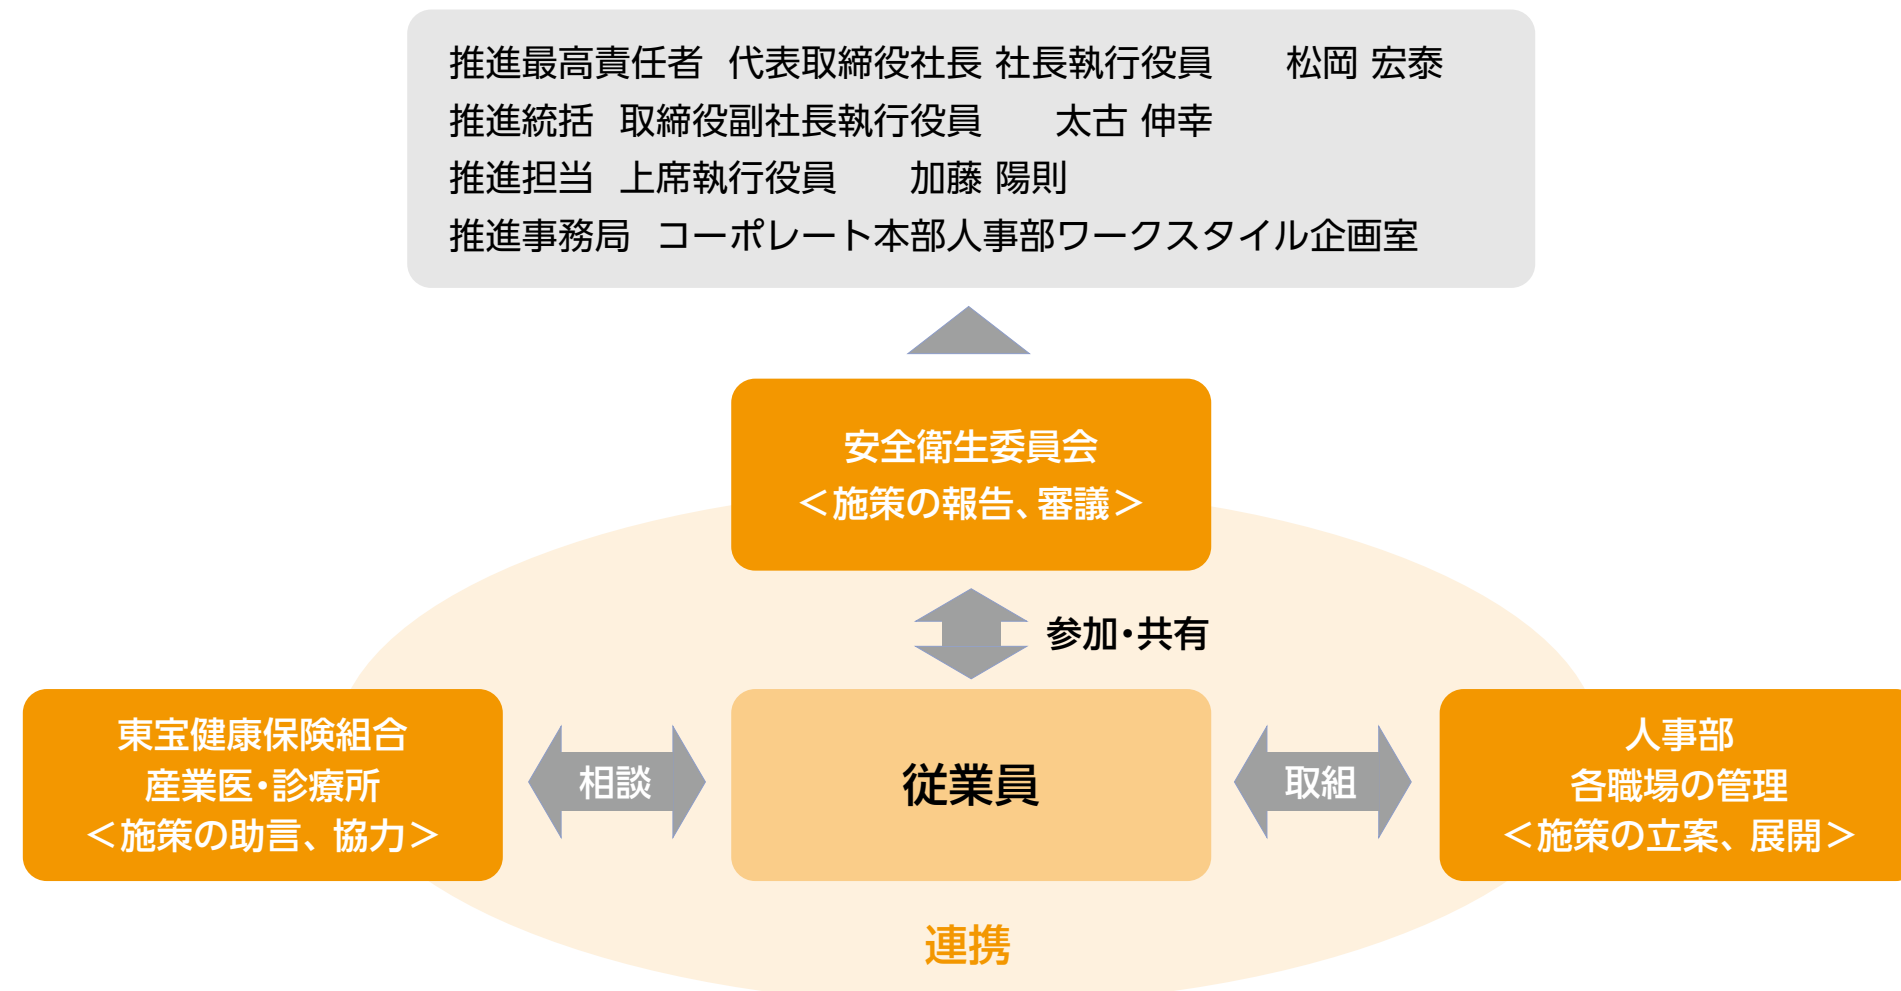 推進最高責任者 代表取締役社長 社長執行役員 松岡 宏泰
推進統括 取締役副社長執行役員 太古 伸幸
推進担当 上席執行役員 加藤 陽則
推進事務局 コーポレート本部人事部ワークスタイル企画室
安全衛生委員会
＜施策の報告、審議＞
参加・共有
東宝健康保険組合
産業医・診療所
＜施策の助言、協力＞
相談
従業員
取組
人事部
各職場の管理
＜施策の立案、展開＞
連携